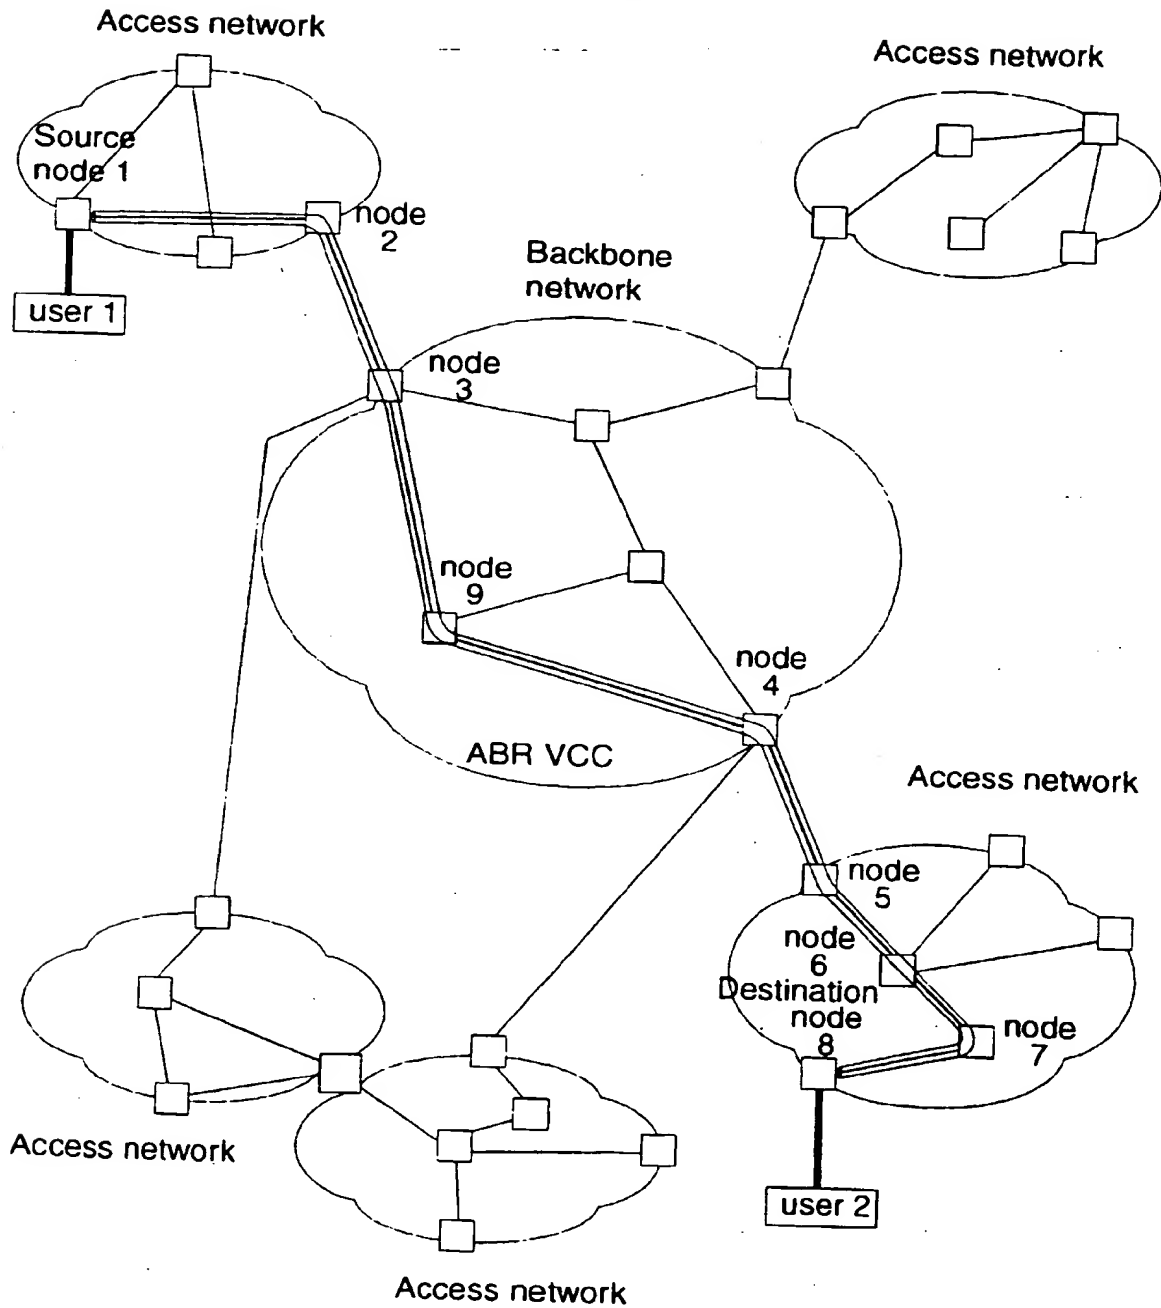 Access network
Access network
Source
node 1
node
2
user 1
Backbone
network
node
3
node
9
node
4
ABR VCC
Access network
node
5
node
6
Destination
node
8
node
7
Access network
user 2
Access network